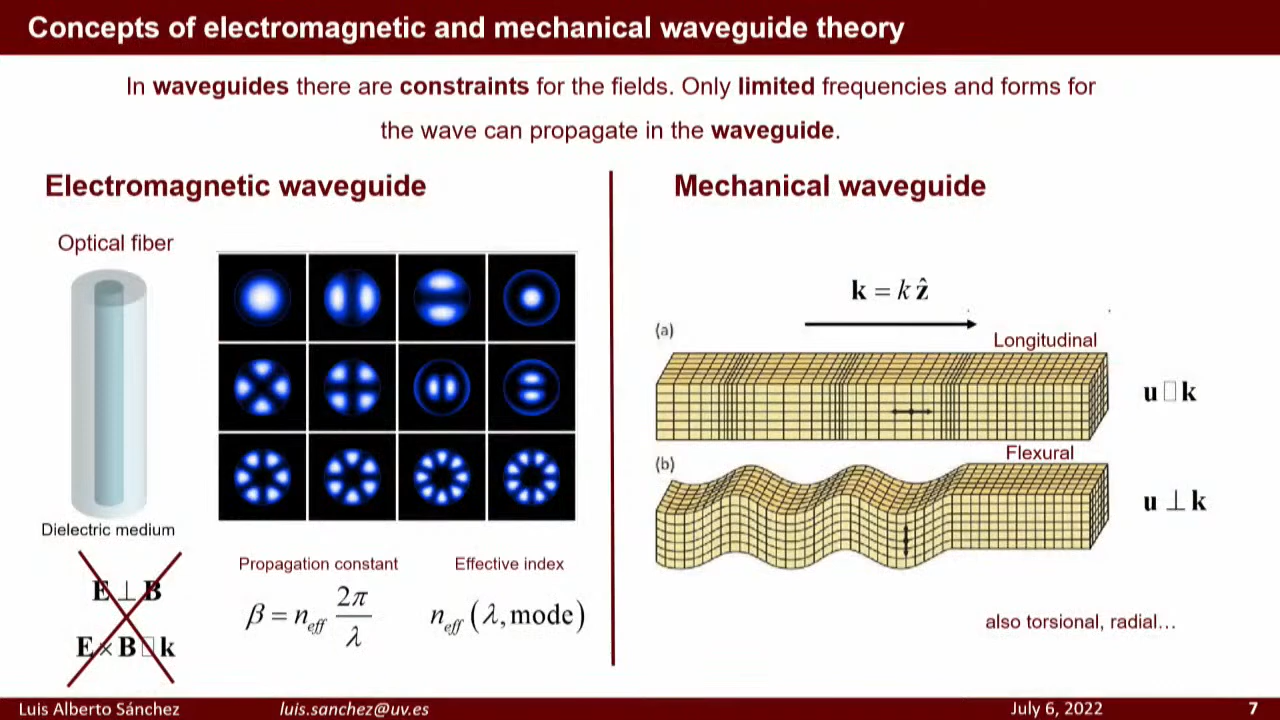 Concepts of electromagnetic and mechanical waveguide theory
In waveguides there are constraints for the fields. Only limited frequencies and forms for
the wave can propagate in the waveguide.
Electromagnetic waveguide
Optical fiber
Dielectric medium
E ⊥ B
E × B □ k
Propagation constant
β = n_eff 2π/λ
Effective index
n_eff (λ, mode)
Mechanical waveguide
k = k ẑ
(a)
Longitudinal
u □ k
(b)
Flexural
u ⊥ k
also torsional, radial...
Luis Alberto Sánchez
luis.sanchez@uv.es
July 6, 2022
7